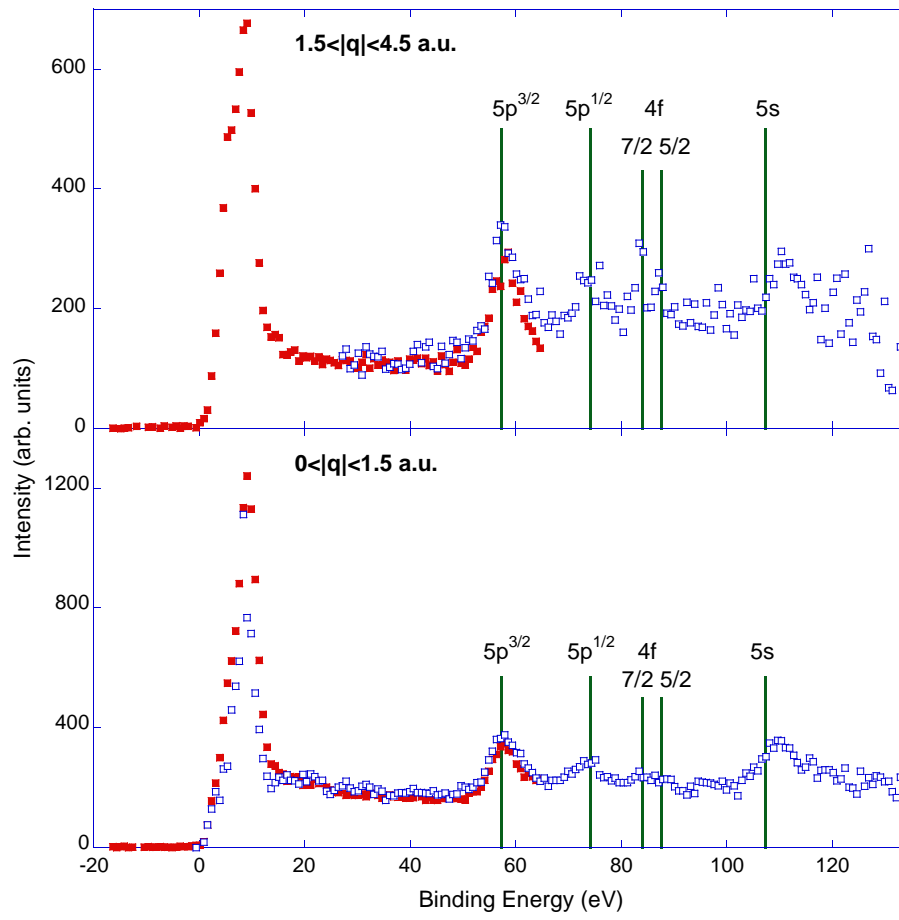 1.5<|q|<4.5 a.u.
600
400
200
0
5p3/2 5p1/2 4f 5s
7/2 5/2
Intensity (arb. units)
0<|q|<1.5 a.u.
1200
800
400
0
5p3/2 5p1/2 4f 5s
7/2 5/2
-20 0 20 40 60 80 100 120
Binding Energy (eV)